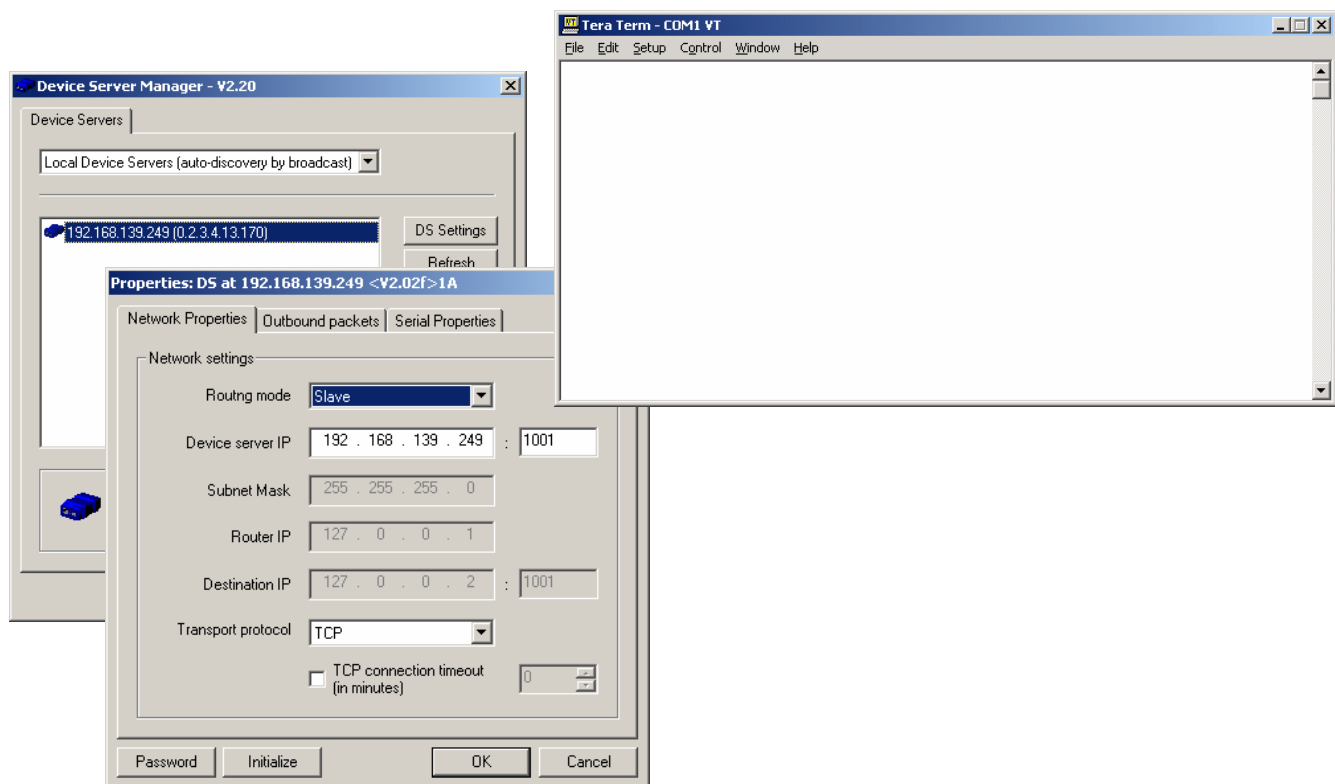 Tera Term - COM1 VT
File Edit Setup Control Window Help
Device Server Manager - V2.20
Device Servers
Local Device Servers (auto-discovery by broadcast)
192.168.139.249 (0.2.3.4.13.170)
DS Settings
Refresh
Properties: DS at 192.168.139.249 <V2.02f>1A
Network Properties Outbound packets Serial Properties
Network settings
Routng mode Slave
Device server IP 192 . 168 . 139 . 249 : 1001
Subnet Mask 255 . 255 . 255 . 0
Router IP 127 . 0 . 0 . 1
Destination IP 127 . 0 . 0 . 2 : 1001
Transport protocol TCP
TCP connection timeout 0
(in minutes)
Password Initialize OK Cancel